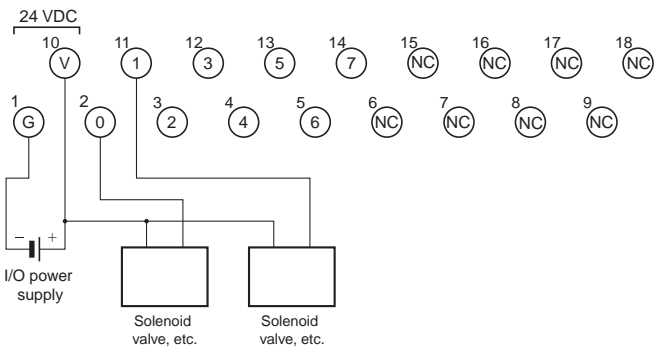 24 VDC
10 11 12 13 14 15 16 17 18
V 1 3 5 7 NC NC NC NC
1 2 3 4 5 6 7 8 9
G 0 2 4 6 NC NC NC NC
− +
I/O power
supply
Solenoid
valve, etc.
Solenoid
valve, etc.